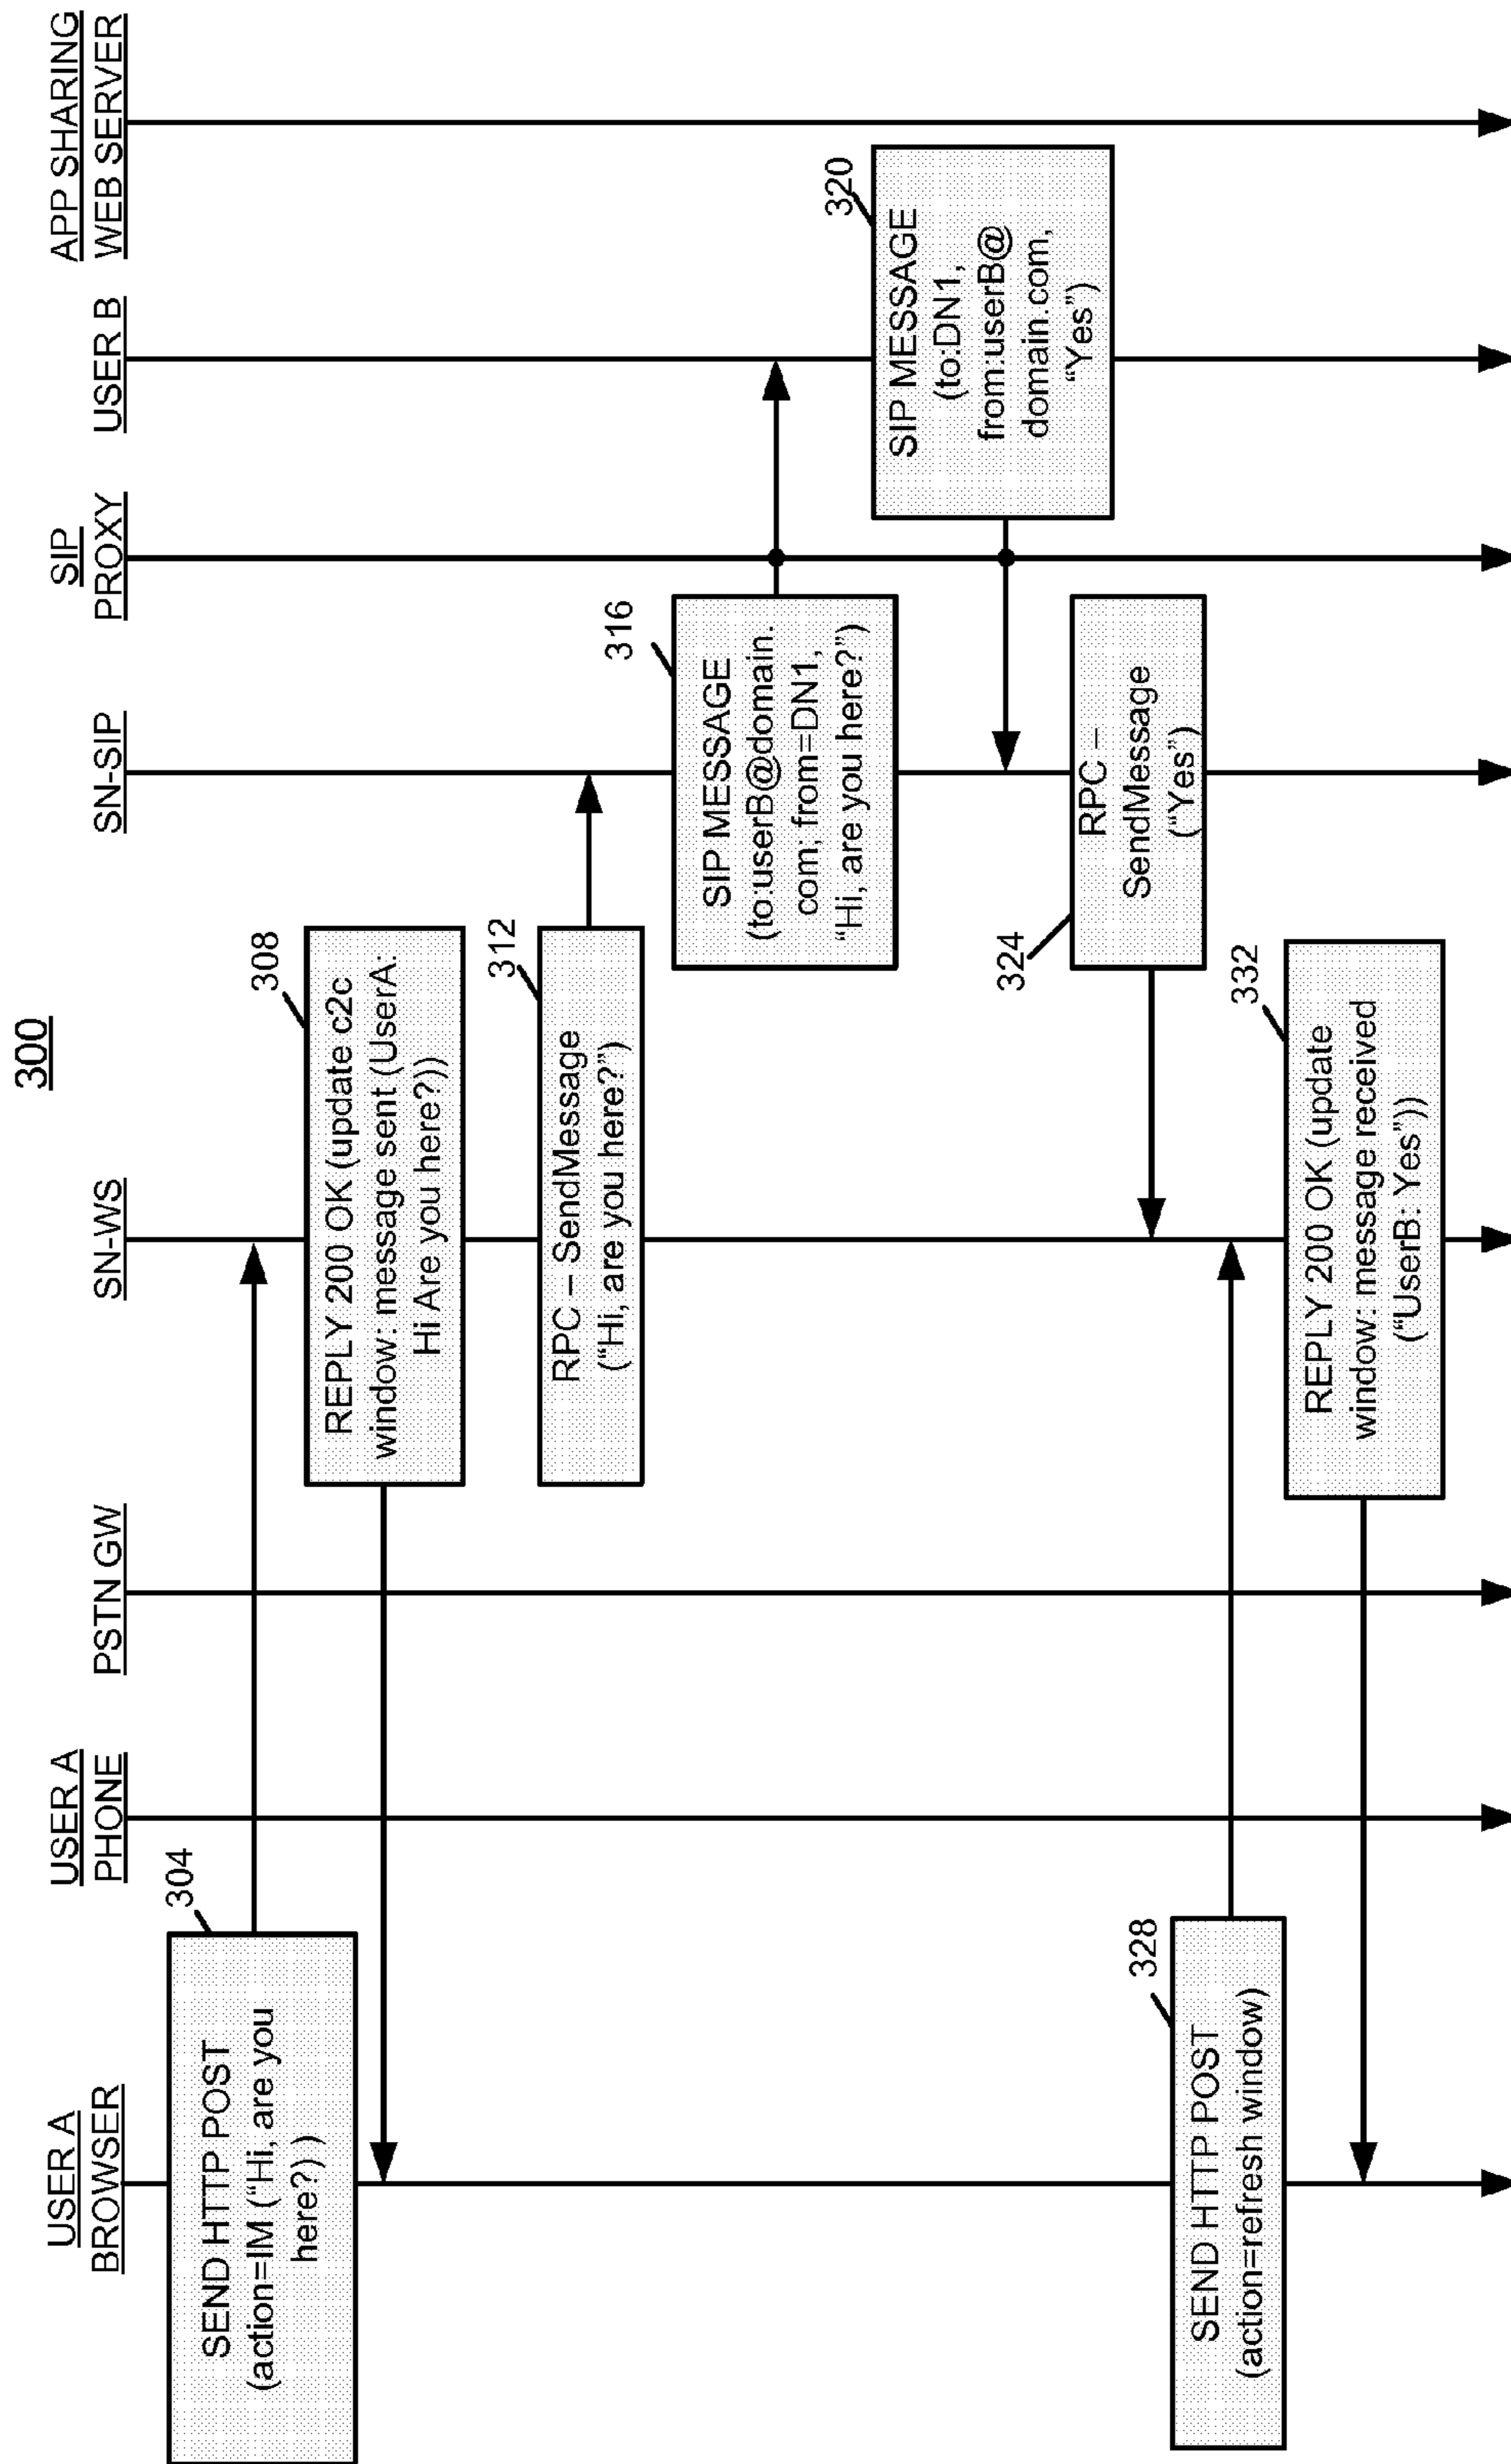 300
USER A
BROWSER
USER A
PHONE
PSTN GW
SN-WS
SN-SIP
SIP
PROXY
USER B
APP SHARING
WEB SERVER
304
SEND HTTP POST
(action=IM (“Hi, are you
here?) )
308
REPLY 200 OK (update c2c
window: message sent (UserA:
Hi Are you here?))
312
RPC – SendMessage
(“Hi, are you here?”)
316
SIP MESSAGE
(to:userB@domain.
com; from=DN1,
“Hi, are you here?”)
320
SIP MESSAGE
(to:DN1,
from:userB@
domain.com,
“Yes”)
324
RPC –
SendMessage
(“Yes”)
328
SEND HTTP POST
(action=refresh window)
332
REPLY 200 OK (update
window: message received
(“UserB: Yes”))